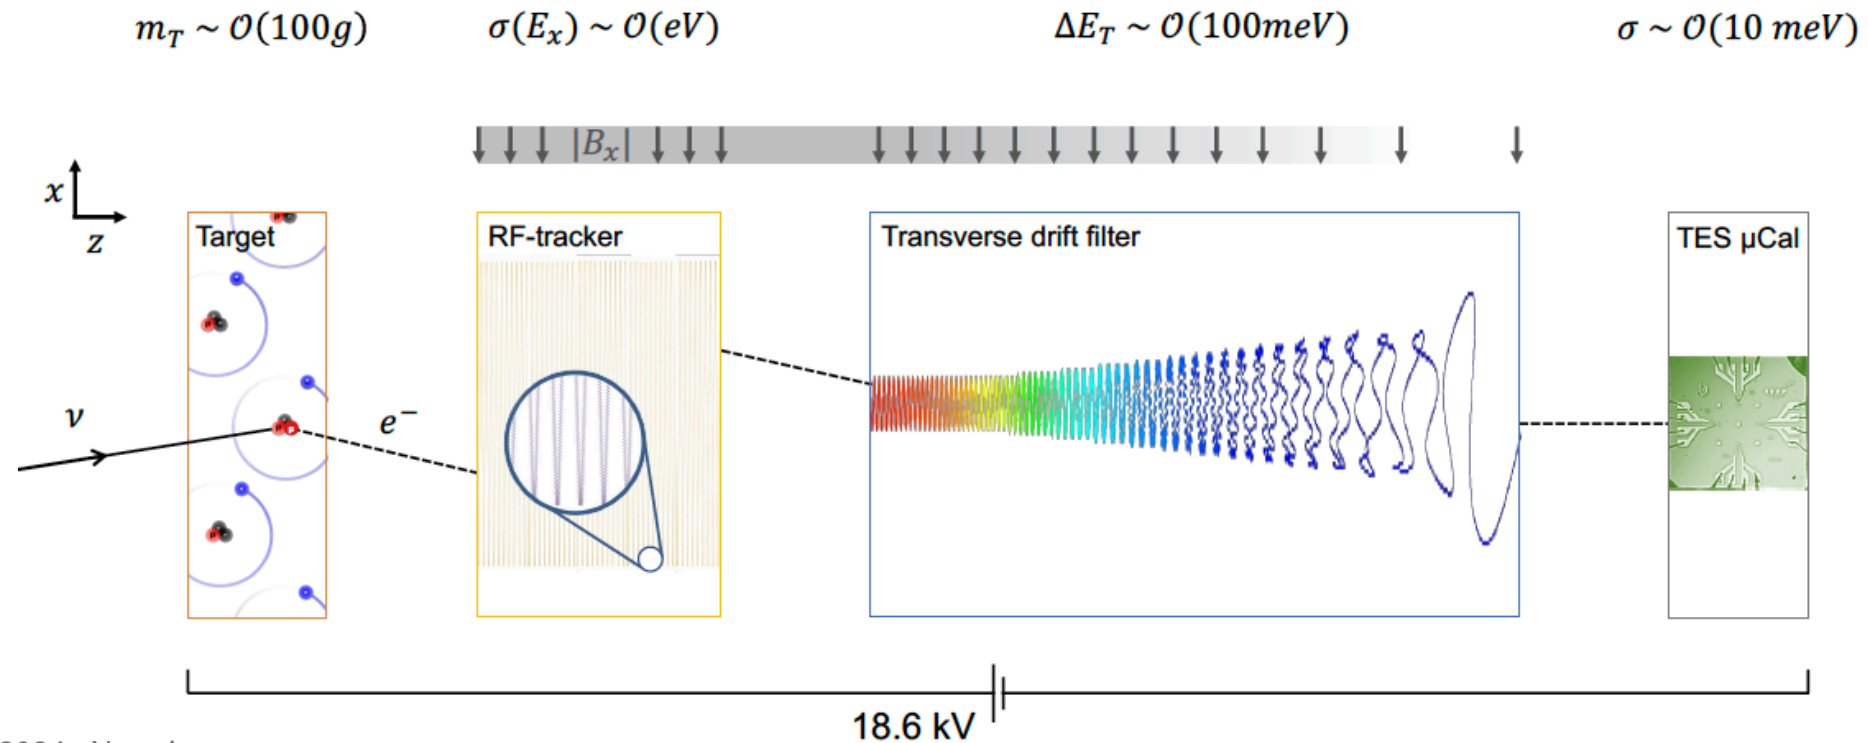 m_T ~ 𝒪(100g)
σ(E_x) ~ 𝒪(eV)
ΔE_T ~ 𝒪(100meV)
σ ~ 𝒪(10 meV)
|B_x|
x
z
Target
RF-tracker
Transverse drift filter
TES µCal
ν
e⁻
p
p
p
p
18.6 kV